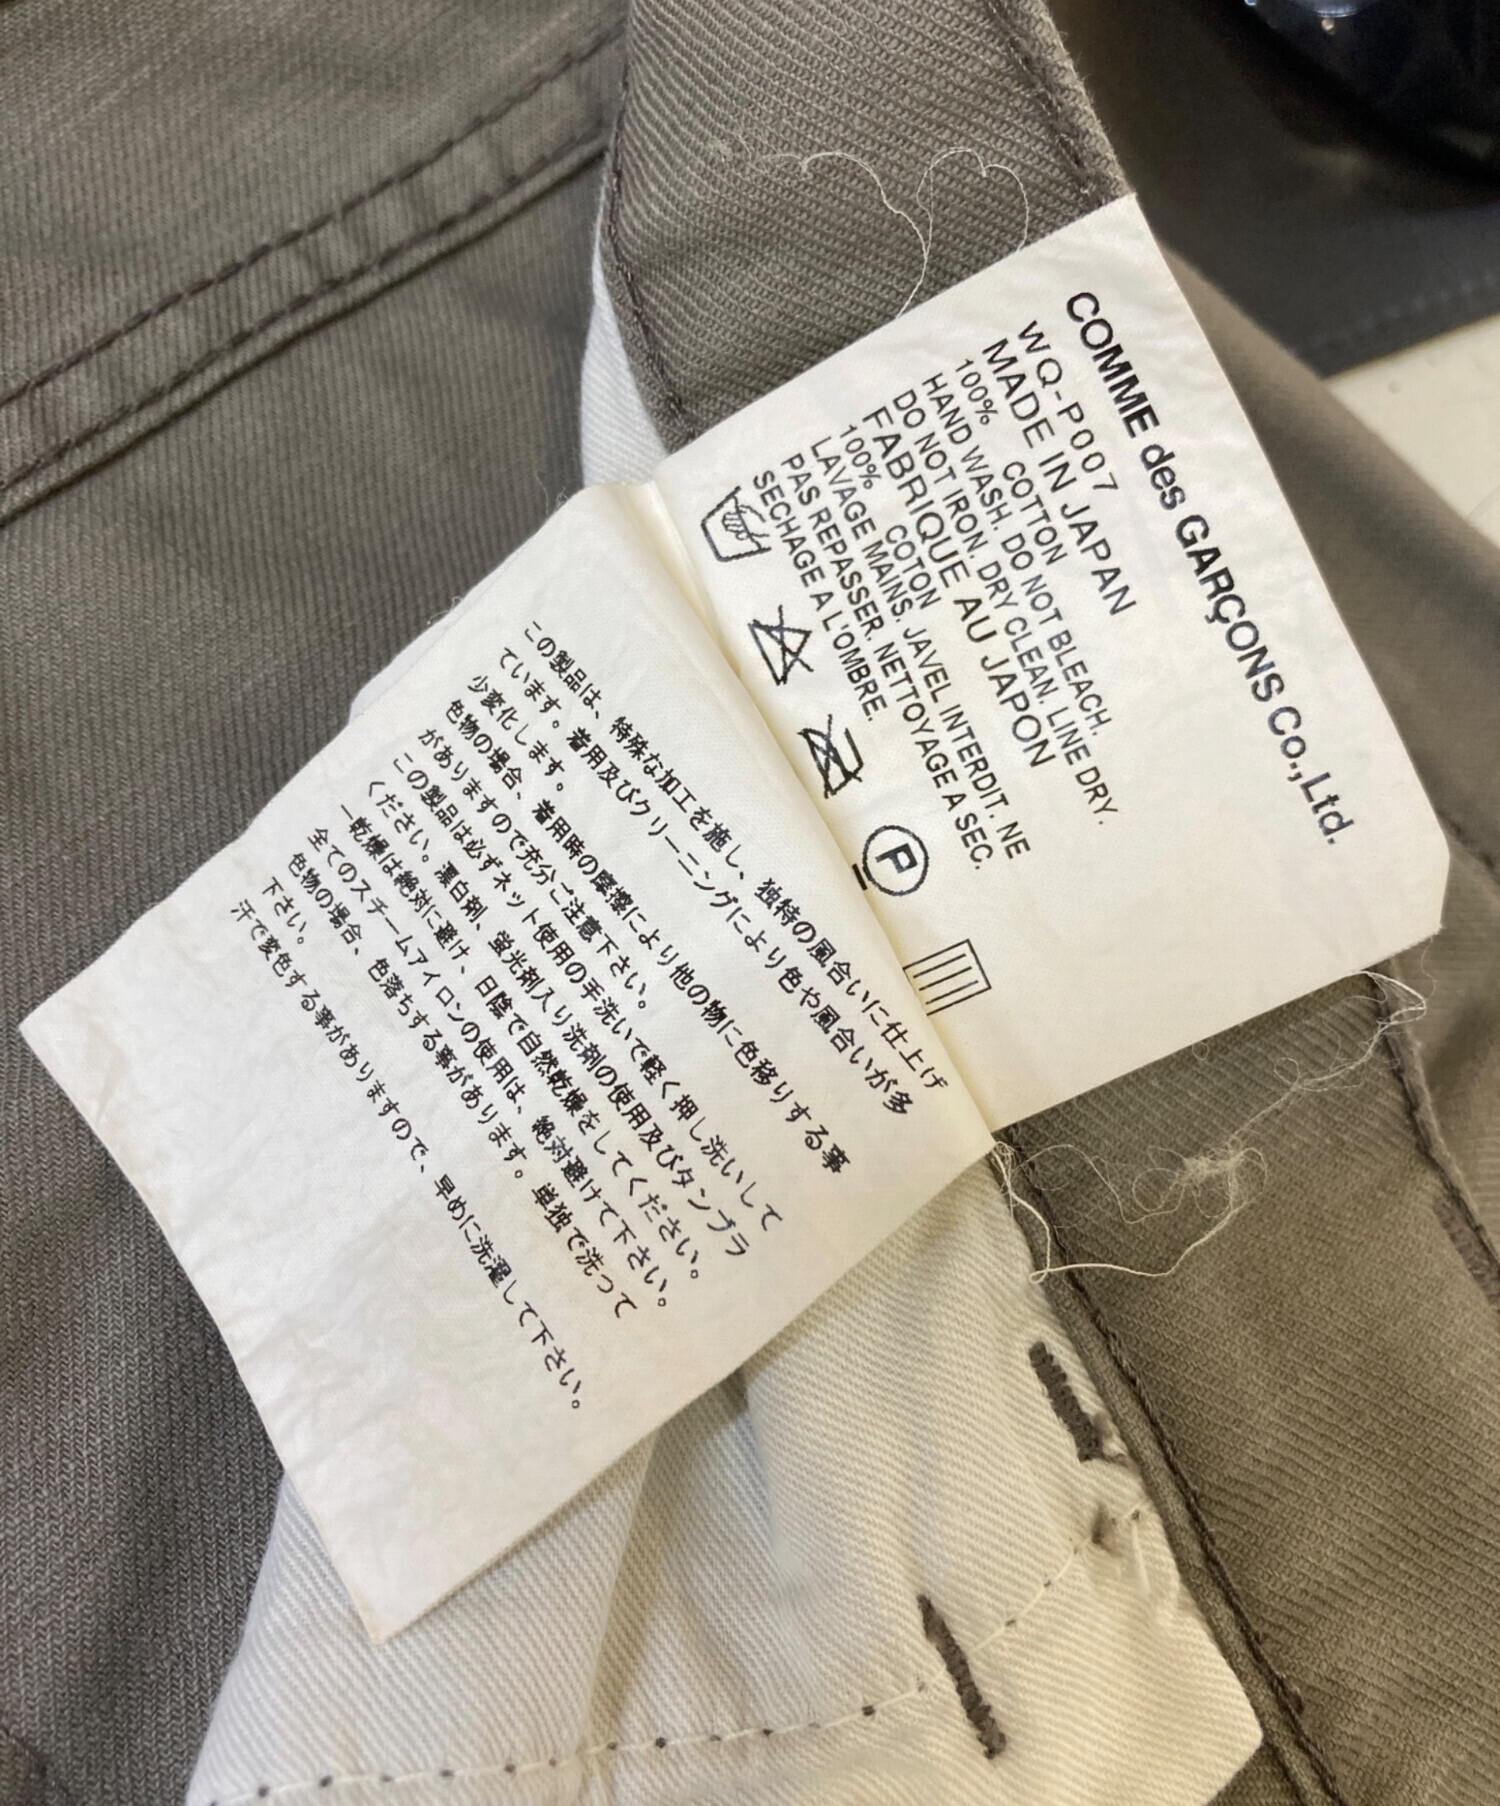 COMME des GARÇONS Co., Ltd.
WQ-P007
MADE IN JAPAN
100% COTTON
HAND WASH. DO NOT BLEACH.
DO NOT IRON. DRY CLEAN. LINE DRY.
FABRIQUE AU JAPON
100% COTON
LAVAGE MAINS. JAVEL INTERDIT. NE
PAS REPASSER. NETTOYAGE A SEC.
SECHAGE A L'OMBRE.
P
この製品は、特殊な加工を施し、独特の風合いに仕上げ
ています。着用及びクリーニングにより色や風合いが多
少変化します。
色物の場合、着用時の摩擦により他の物に色移りする事
がありますので充分ご注意下さい。
この製品は必ずネット使用の手洗いで軽く押し洗いして
ください。漂白剤、蛍光剤入り洗剤の使用及びタンブラ
ー乾燥は絶対に避け、日陰で自然乾燥をしてください。
全てのスチームアイロンの使用は、絶対避けて下さい。
色物の場合、色落ちする事があります。単独で洗って
下さい。
汗で変色する事がありますので、早めに洗濯して下さい。